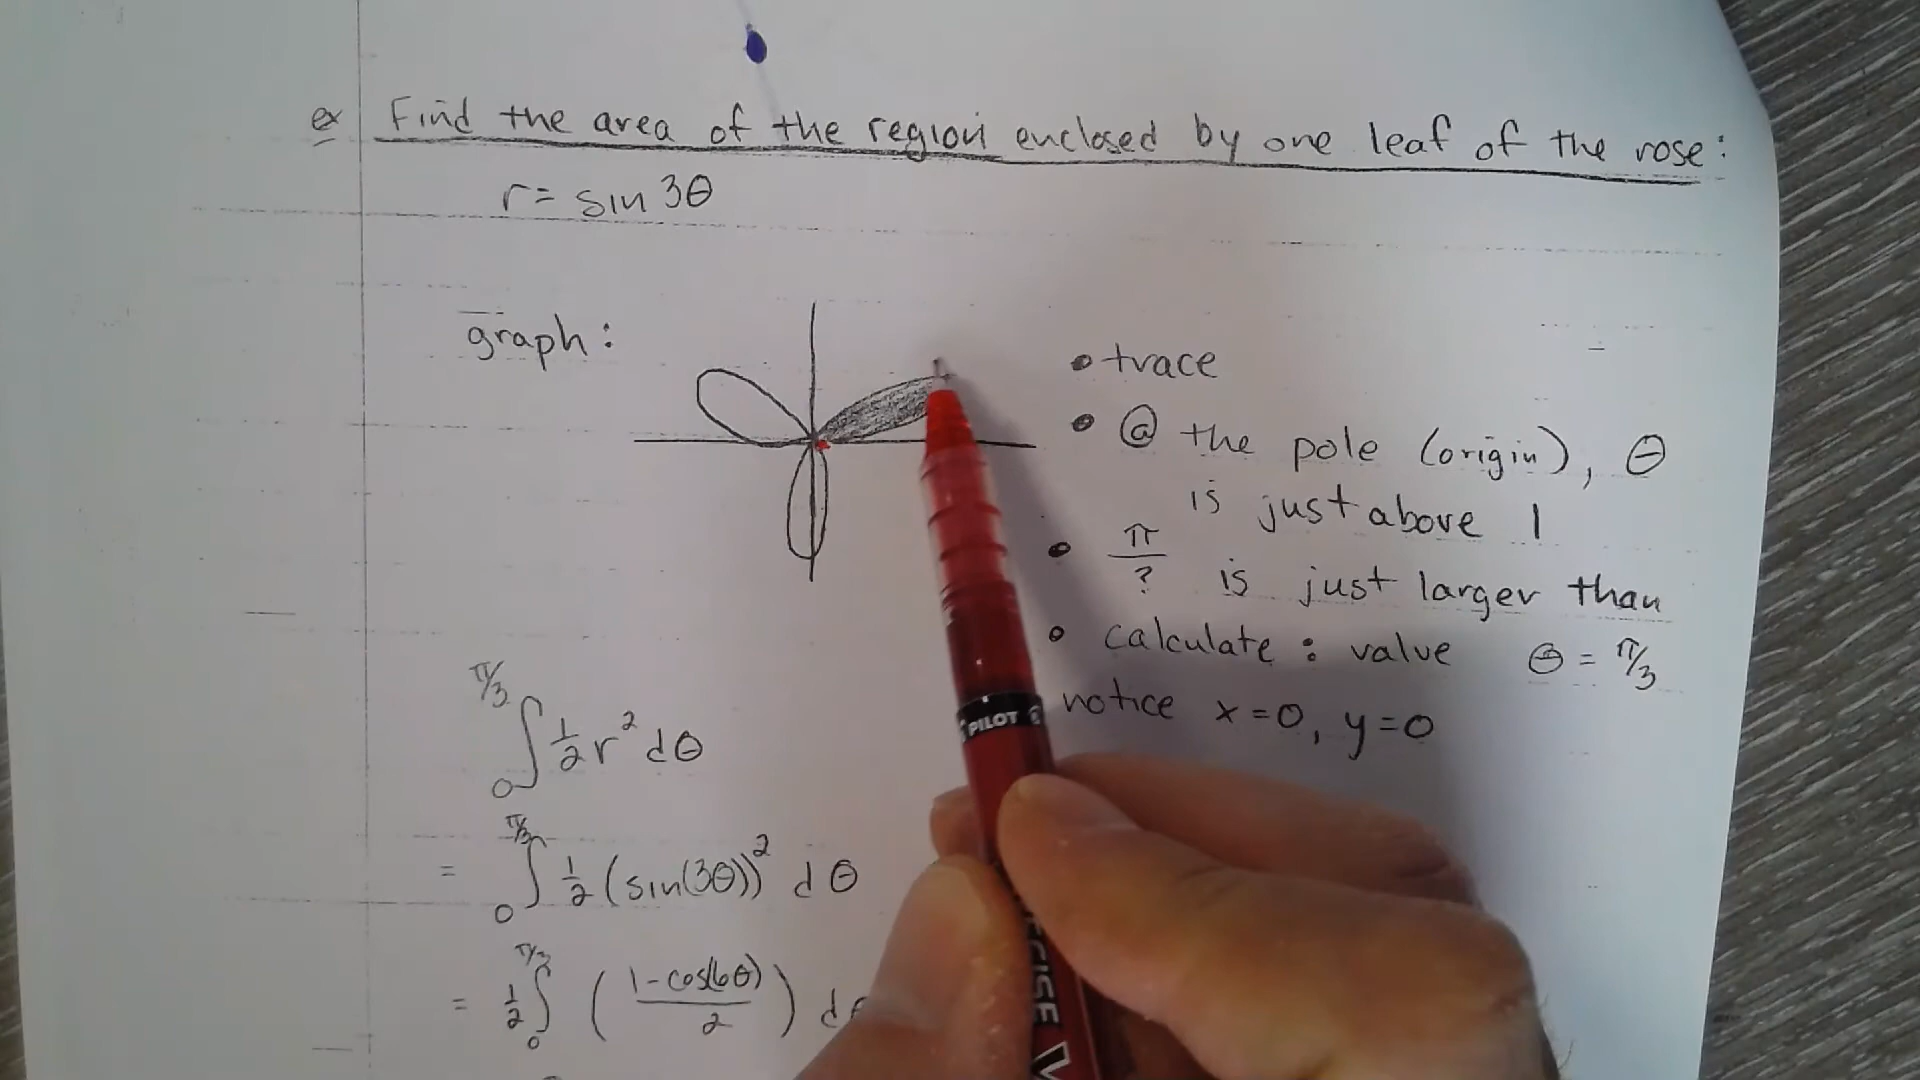 ex Find the area of the region enclosed by one leaf of the rose:
r = sin 3θ
graph:
• trace
• @ the pole (origin), θ
is just above 1
• π/? is just larger than
• calculate : value θ = π/3
notice x=0, y=0
∫₀^(π/3) 1/2 r² dθ
= ∫₀^(π/3) 1/2 (sin(3θ))² dθ
= 1/2 ∫₀^(π/3) ( (1-cos(6θ))/2 ) d
PILOT